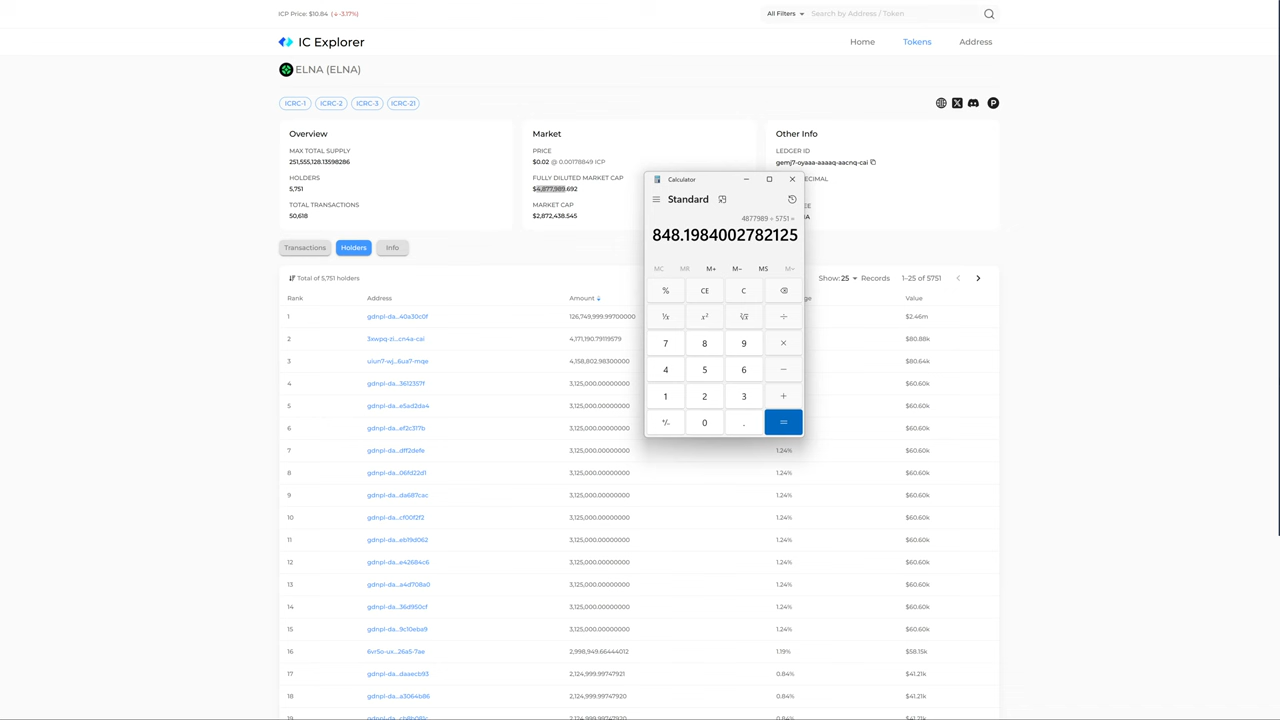 ICP Price: $10.84 ( ± -3.17%)
All Filters
Search by Address / Token
IC Explorer
Home
Tokens
Address
ELNA (ELNA)
ICRC-1
ICRC-2
ICRC-3
ICRC-21
Overview
MAX TOTAL SUPPLY
251,555,128.13598286
HOLDERS
5,751
TOTAL TRANSACTIONS
50,618
Market
PRICE
$0.02 @ 0.00178849 ICP
FULLY DILUTED MARKET CAP
$4,877,989.692
MARKET CAP
$2,872,438.545
Other Info
LEDGER ID
gemj7-oyaaa-aaaaq-aacnq-cai
Calculator
Standard
4877989 ÷ 5751 =
848.1984002782125
MC MR M+ M− MS M˅
% CE C
¹/x x² ²√x ÷
7 8 9 ×
4 5 6 −
1 2 3 +
+/- 0 . =
Transactions
Holders
Info
Total of 5,751 holders
Show: 25 Records 1–25 of 5751
Rank Address Amount Value
1 gdnpl-da...40a30c0f 126,749,999.99700000 $2.46m
2 3xwpq-zi...cn4a-cai 4,171,190.79119579 $80.88k
3 uiun7-wj...6ua7-mqe 4,158,802.98300000 $80.64k
4 gdnpl-da...3612357f 3,125,000.00000000 $60.60k
5 gdnpl-da...e5ad2da4 3,125,000.00000000 $60.60k
6 gdnpl-da...ef2c317b 3,125,000.00000000 $60.60k
7 gdnpl-da...dff2defe 3,125,000.00000000 1.24% $60.60k
8 gdnpl-da...06fd22d1 3,125,000.00000000 1.24% $60.60k
9 gdnpl-da...da687cac 3,125,000.00000000 1.24% $60.60k
10 gdnpl-da...cf00f2f2 3,125,000.00000000 1.24% $60.60k
11 gdnpl-da...eb19d062 3,125,000.00000000 1.24% $60.60k
12 gdnpl-da...e42684c6 3,125,000.00000000 1.24% $60.60k
13 gdnpl-da...a4d708a0 3,125,000.00000000 1.24% $60.60k
14 gdnpl-da...36d950cf 3,125,000.00000000 1.24% $60.60k
15 gdnpl-da...9c10eba9 3,125,000.00000000 1.24% $60.60k
16 6vr5o-ux...26a5-7ae 2,998,949.66444012 1.19% $58.15k
17 gdnpl-da...daaecb93 2,124,999.99747921 0.84% $41.21k
18 gdnpl-da...a3064b86 2,124,999.99747920 0.84% $41.21k